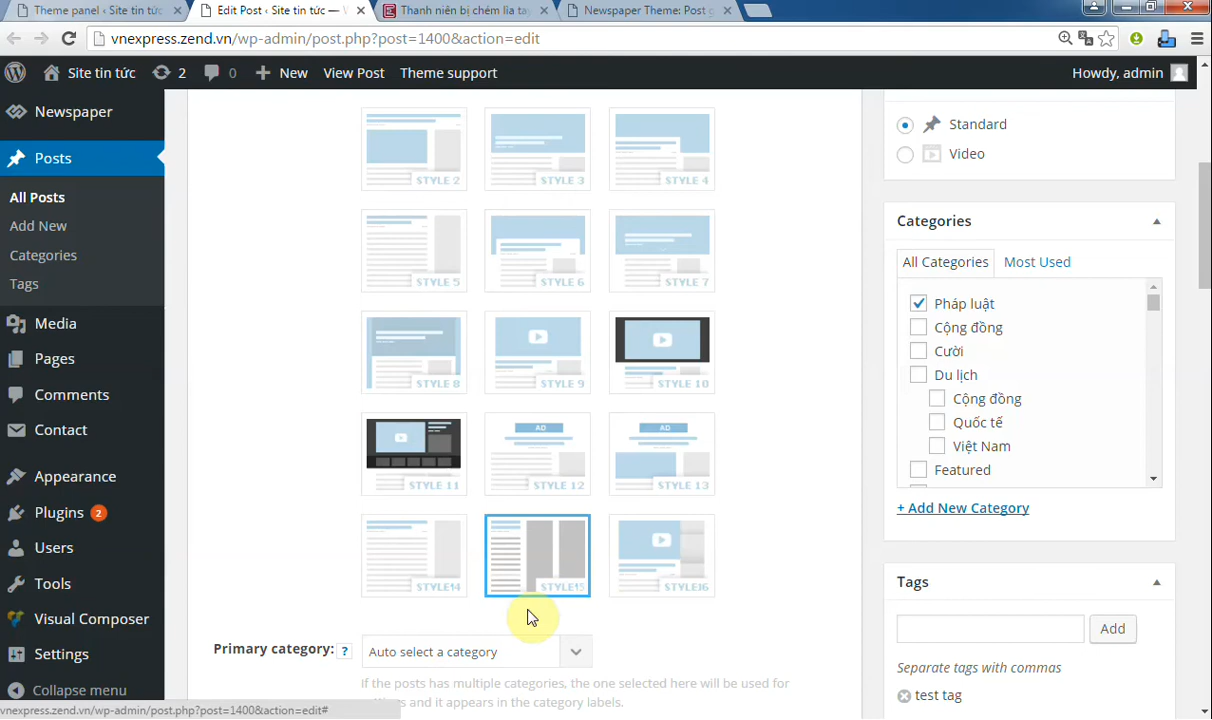 Theme panel ‹ Site tin tức
Edit Post ‹ Site tin tức —
Thanh niên bị chém lìa tay
Newspaper Theme: Post
vnexpress.zend.vn/wp-admin/post.php?post=1400&action=edit
Site tin tức
2
0
New
View Post
Theme support
Howdy, admin
Newspaper
Posts
All Posts
Add New
Categories
Tags
Media
Pages
Comments
Contact
Appearance
Plugins 2
Users
Tools
Visual Composer
Settings
Collapse menu
vnexpress.zend.vn/wp-admin/post.php?post=1400&action=edit#
STYLE 2
STYLE 3
STYLE 4
STYLE 5
STYLE 6
STYLE 7
STYLE 8
STYLE 9
STYLE 10
STYLE 11
AD
STYLE 12
AD
STYLE 13
STYLE14
STYLE15
STYLE16
Primary category: ?
Auto select a category
If the posts has multiple categories, the one selected here will be used for
and it appears in the category labels.
Standard
Video
Categories
All Categories
Most Used
Pháp luật
Cộng đồng
Cười
Du lịch
Cộng đồng
Quốc tế
Việt Nam
Featured
+ Add New Category
Tags
Add
Separate tags with commas
test tag